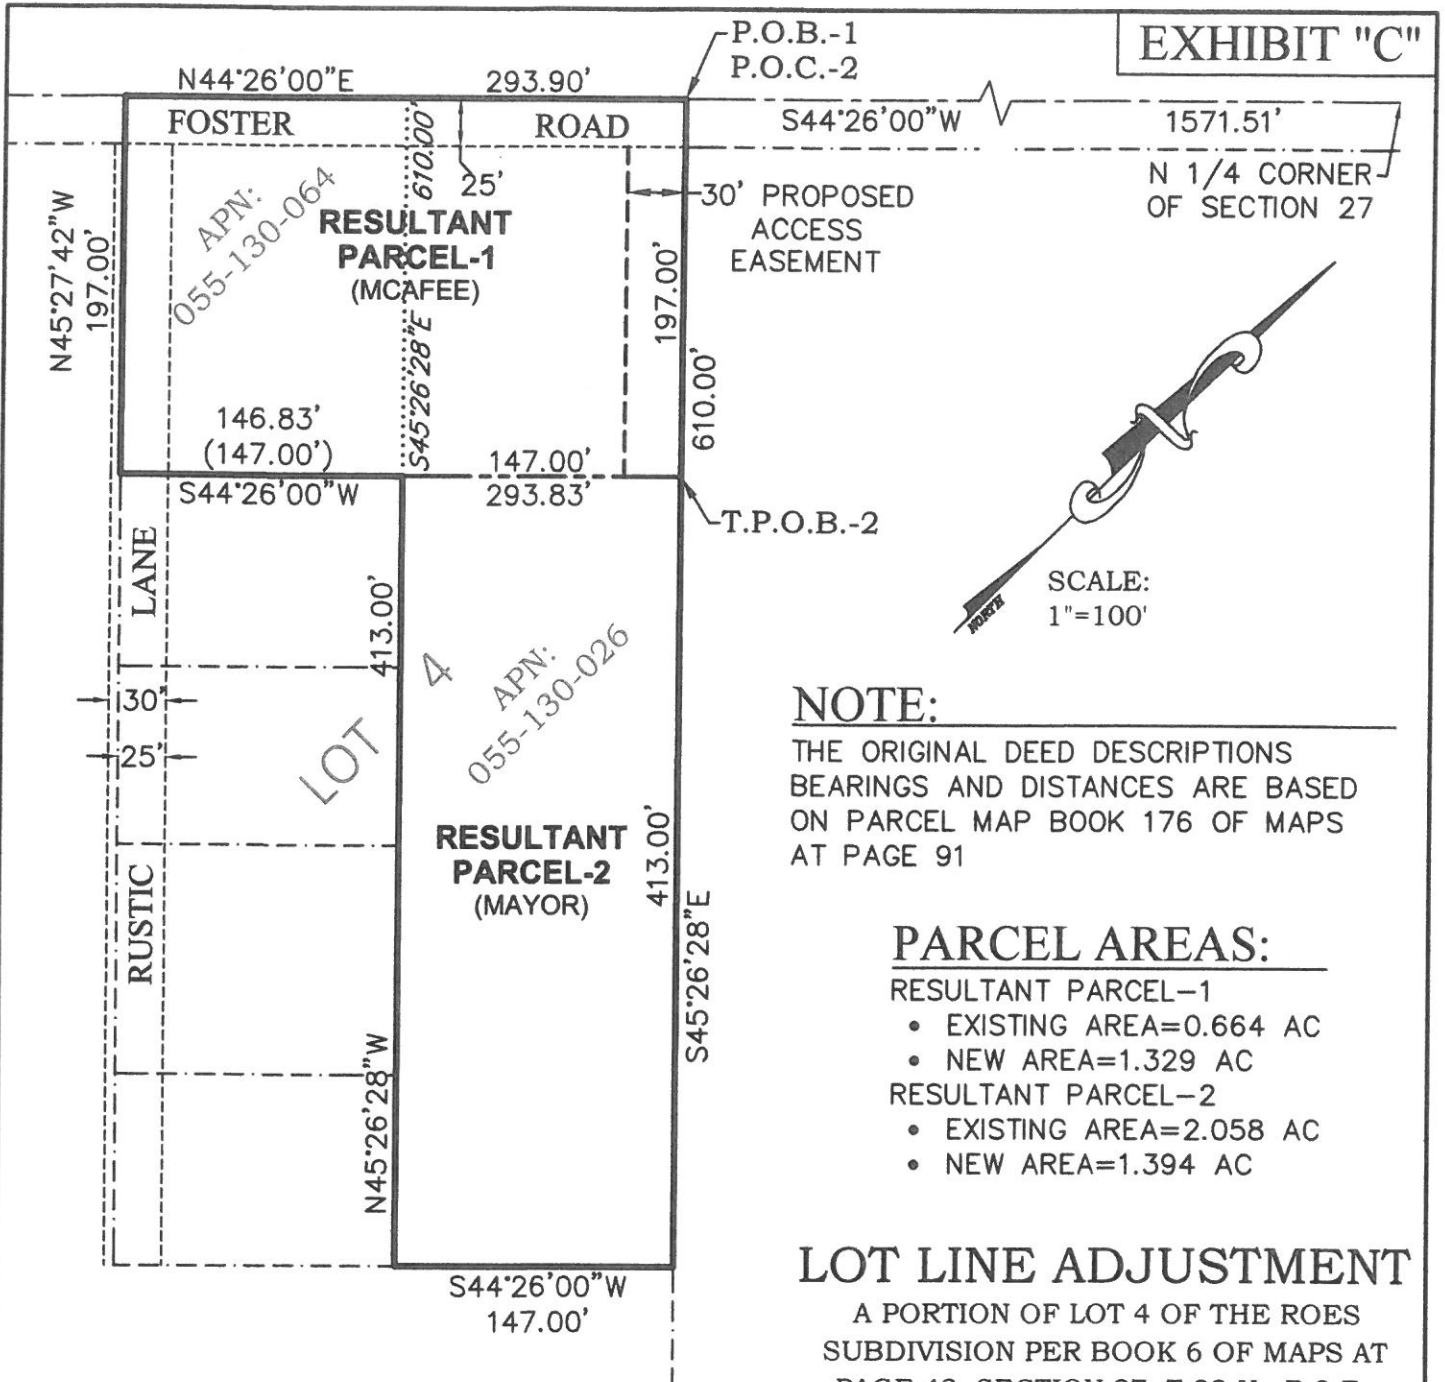 EXHIBIT "C"
P.O.B.-1
P.O.C.-2
N44°26'00"E 293.90'
FOSTER ROAD
S44°26'00"W 1571.51'
N 1/4 CORNER
OF SECTION 27
25'
610.00'
APN:
055-130-064
RESULTANT
PARCEL-1
(MCAFEE)
30' PROPOSED
ACCESS
EASEMENT
N45°27'42"W
197.00'
197.00'
610.00'
S45°26'28"E
146.83'
(147.00')
147.00'
S44°26'00"W
293.83'
T.P.O.B.-2
NORTH
SCALE:
1"=100'
LANE
413.00'
30'
25'
LOT 4
APN:
055-130-026
RESULTANT
PARCEL-2
(MAYOR)
413.00'
RUSTIC
S45°26'28"E
N45°26'28"W
S44°26'00"W
147.00'
NOTE:
THE ORIGINAL DEED DESCRIPTIONS
BEARINGS AND DISTANCES ARE BASED
ON PARCEL MAP BOOK 176 OF MAPS
AT PAGE 91
PARCEL AREAS:
RESULTANT PARCEL-1
• EXISTING AREA=0.664 AC
• NEW AREA=1.329 AC
RESULTANT PARCEL-2
• EXISTING AREA=2.058 AC
• NEW AREA=1.394 AC
LOT LINE ADJUSTMENT
A PORTION OF LOT 4 OF THE ROES
SUBDIVISION PER BOOK 6 OF MAPS AT